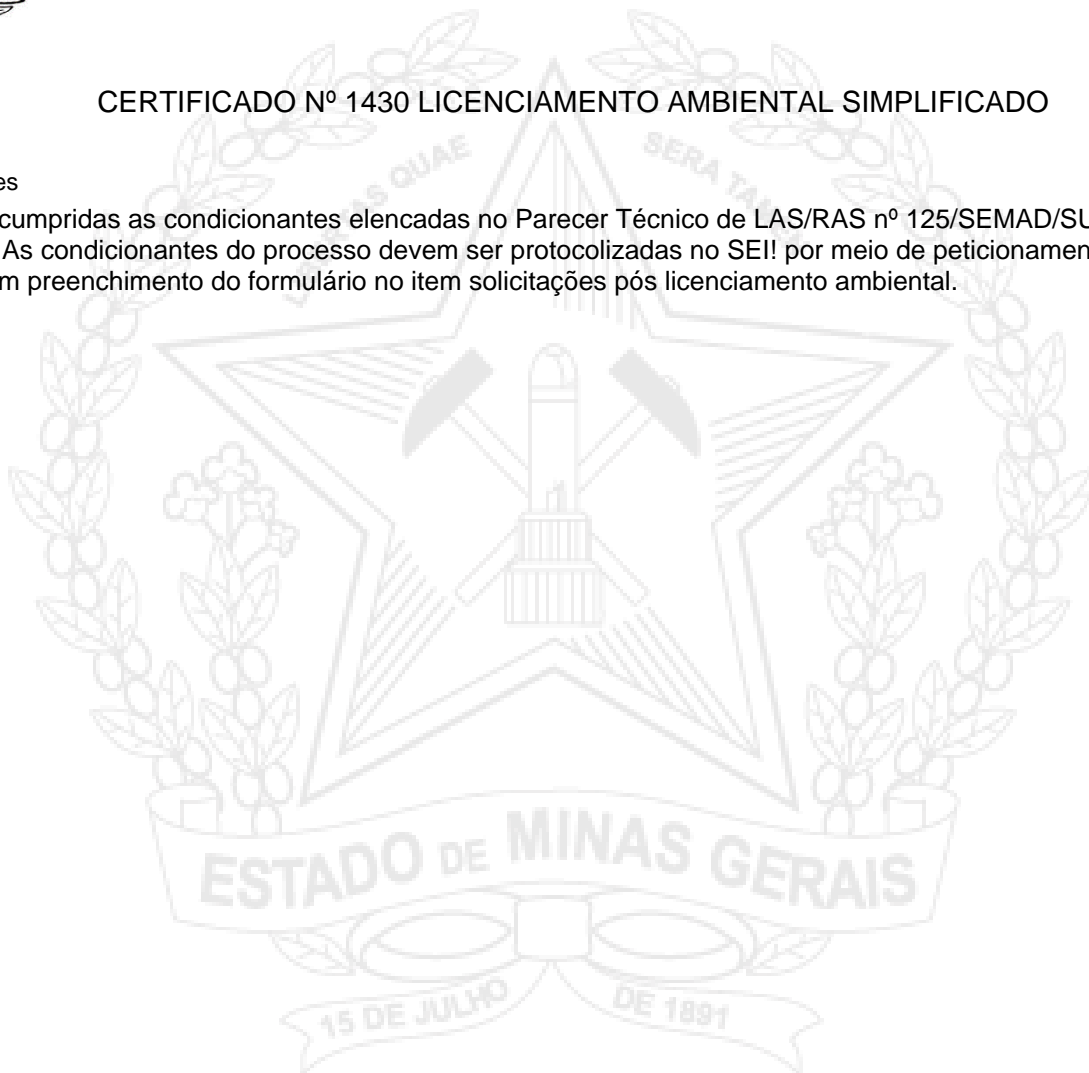 CERTIFICADO Nº 1430 LICENCIAMENTO AMBIENTAL SIMPLIFICADO
es
cumpridas as condicionantes elencadas no Parecer Técnico de LAS/RAS nº 125/SEMAD/SU
As condicionantes do processo devem ser protocolizadas no SEI! por meio de peticionamen
m preenchimento do formulário no item solicitações pós licenciamento ambiental.
QUAE SERA TAMEN
ESTADO DE MINAS GERAIS
15 DE JULHO DE 1891